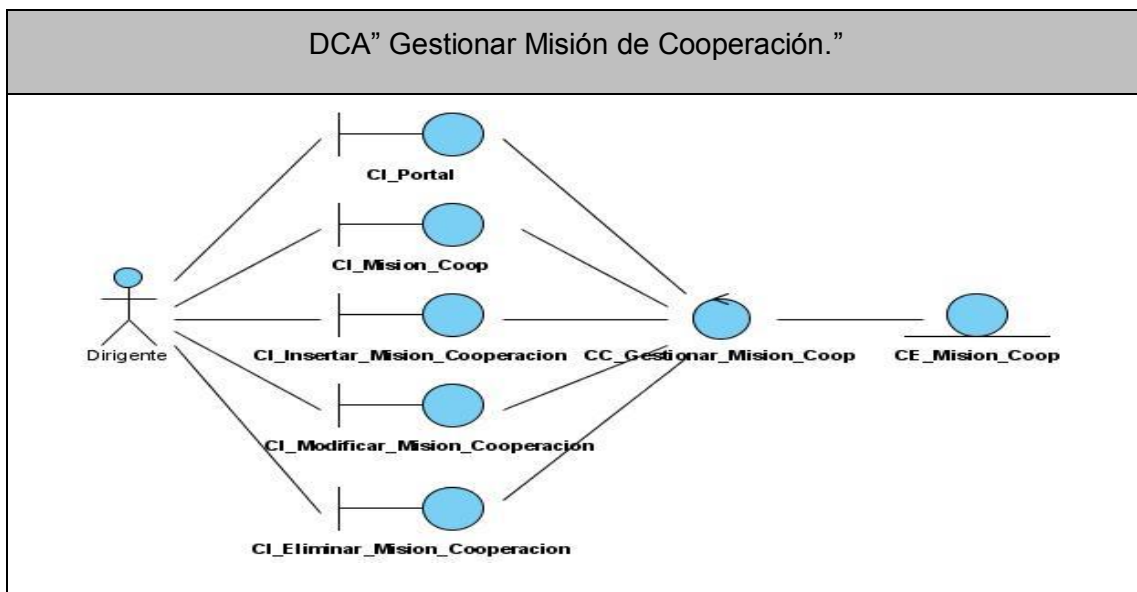 DCA” Gestionar Misión de Cooperación.”
CI_Portal
CI_Mision_Coop
Dirigente
CI_Insertar_Mision_Cooperacion
CC_Gestionar_Mision_Coop
CE_Mision_Coop
CI_Modificar_Mision_Cooperacion
CI_Eliminar_Mision_Cooperacion